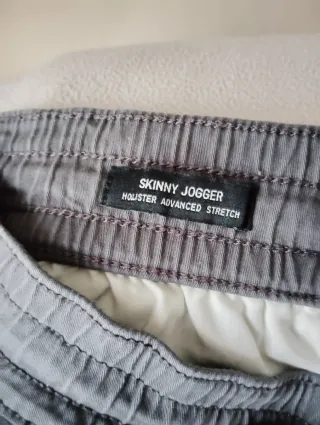 SKINNY JOGGER
HOLLISTER ADVANCED STRETCH